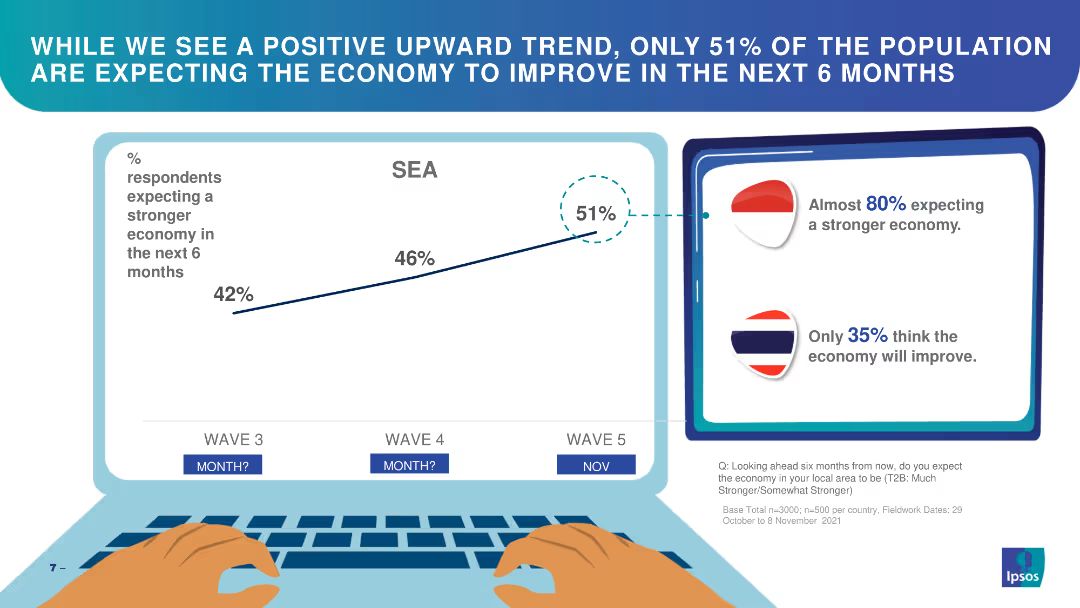 WHILE WE SEE A POSITIVE UPWARD TREND, ONLY 51% OF THE POPULATION
ARE EXPECTING THE ECONOMY TO IMPROVE IN THE NEXT 6 MONTHS
%
respondents
expecting a
stronger
economy in
the next 6
months
SEA
42%
46%
51%
WAVE 3
WAVE 4
WAVE 5
MONTH?
MONTH?
NOV
Almost 80% expecting
a stronger economy.
Only 35% think the
economy will improve.
Q: Looking ahead six months from now, do you expect
the economy in your local area to be (T2B: Much
Stronger/Somewhat Stronger)
Base Total n=3000; n=500 per country, Fieldwork Dates: 29
October to 8 November 2021
7 –
Ipsos